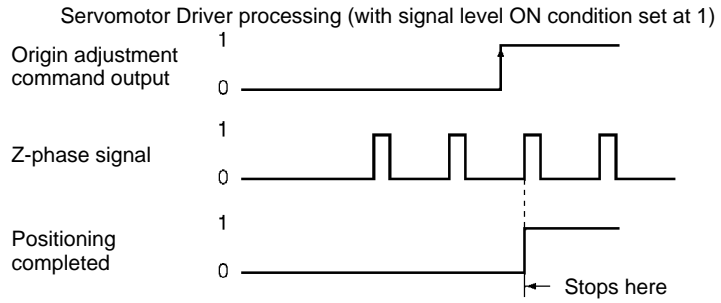 Servomotor Driver processing (with signal level ON condition set at 1)
Origin adjustment
command output
1
0
Z-phase signal
1
0
Positioning
completed
1
0
Stops here